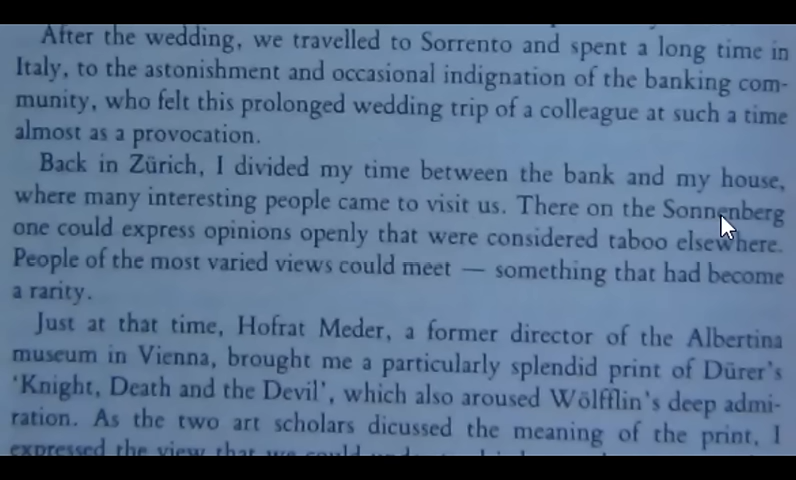 After the wedding, we travelled to Sorrento and spent a long time in
Italy, to the astonishment and occasional indignation of the banking com-
munity, who felt this prolonged wedding trip of a colleague at such a time
almost as a provocation.
Back in Zürich, I divided my time between the bank and my house,
where many interesting people came to visit us. There on the Sonnenberg
one could express opinions openly that were considered taboo elsewhere.
People of the most varied views could meet — something that had become
a rarity.
Just at that time, Hofrat Meder, a former director of the Albertina
museum in Vienna, brought me a particularly splendid print of Dürer's
'Knight, Death and the Devil', which also aroused Wölfflin's deep admi-
ration. As the two art scholars dicussed the meaning of the print, I
expressed the view that we could